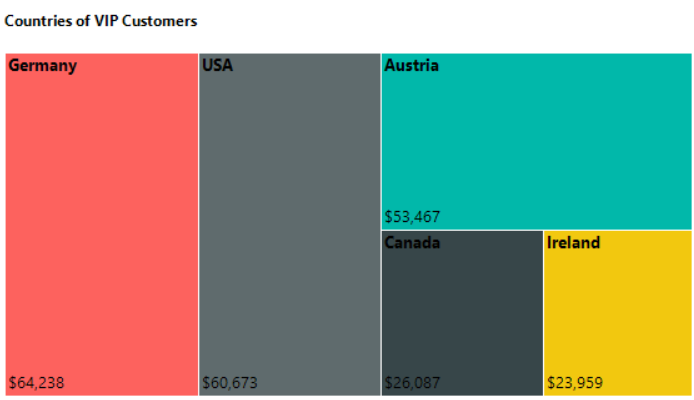 Countries of VIP Customers
Germany
$64,238
USA
$60,673
Austria
$53,467
Canada
$26,087
Ireland
$23,959